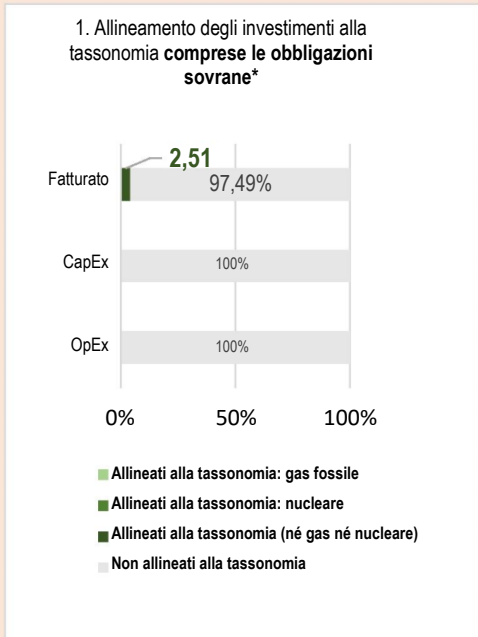 1. Allineamento degli investimenti alla
tassonomia comprese le obbligazioni
sovrane*
2,51
Fatturato
97,49%
CapEx
100%
OpEx
100%
0%
50%
100%
Allineati alla tassonomia: gas fossile
Allineati alla tassonomia: nucleare
Allineati alla tassonomia (né gas né nucleare)
Non allineati alla tassonomia